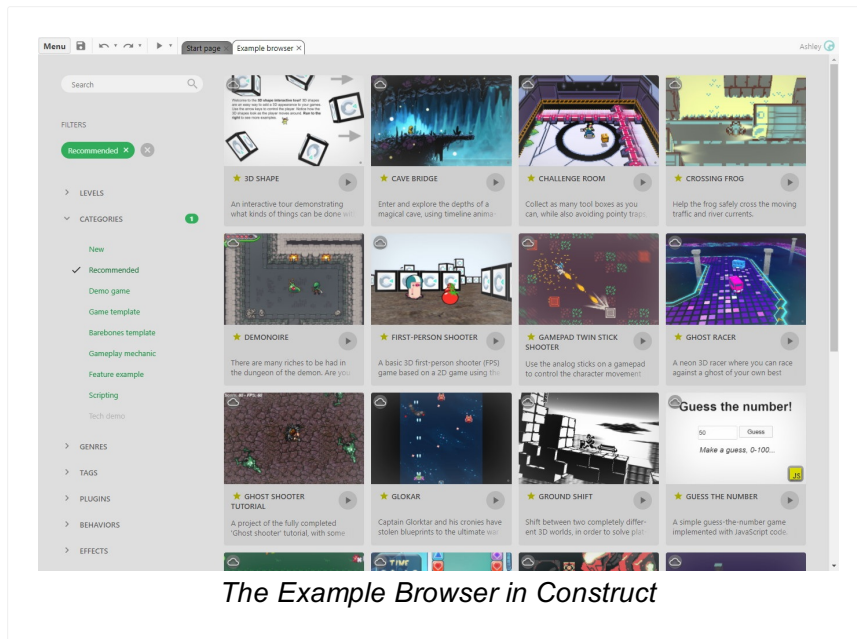 Menu
Start page
Example browser
Ashley
Search
FILTERS
Recommended
LEVELS
CATEGORIES
1
New
Recommended
Demo game
Game template
Barebones template
Gameplay mechanic
Feature example
Scripting
Tech demo
GENRES
TAGS
PLUGINS
BEHAVIORS
EFFECTS
3D SHAPE
An interactive tour demonstrating
what kinds of things can be done
CAVE BRIDGE
Enter and explore the depths of a
magical cave, using timeline anima-
CHALLENGE ROOM
Collect as many tool boxes as you
can, while also avoiding pointy traps
CROSSING FROG
Help the frog safely cross the moving
traffic and river currents.
DEMONOIRE
There are many riches to be had in
the dungeon of the demon. Are you
FIRST-PERSON SHOOTER
A basic 3D first-person shooter (FPS)
game based on a 2D game using the
GAMEPAD TWIN STICK
SHOOTER
Use the analog sticks on a gamepad
to control the character movement
GHOST RACER
A neon 3D racer where you can race
against a ghost of your own best
GHOST SHOOTER
TUTORIAL
A project of the fully completed
'Ghost shooter' tutorial, with some
GLOKAR
Captain Glorktar and his cronies have
stolen blueprints to the ultimate
GROUND SHIFT
Shift between two completely differ-
ent 3D worlds, in order to solve
Guess the number!
50
Guess
Make a guess, 0-100...
JS
GUESS THE NUMBER
A simple guess-the-number game
implemented with JavaScript code.
The Example Browser in Construct